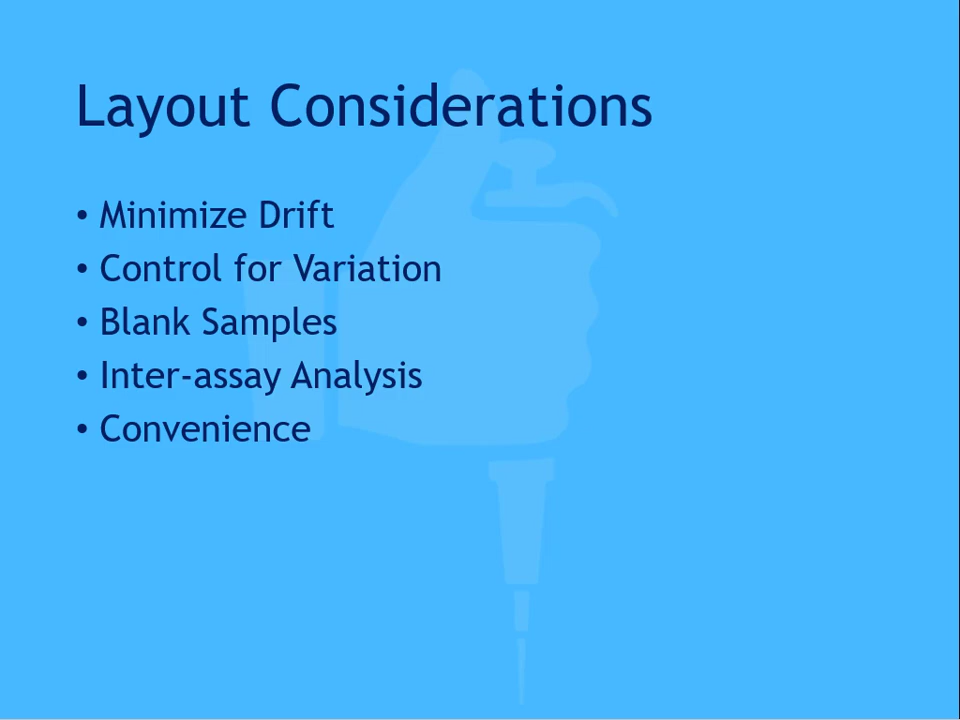 Layout Considerations
• Minimize Drift
• Control for Variation
• Blank Samples
• Inter-assay Analysis
• Convenience